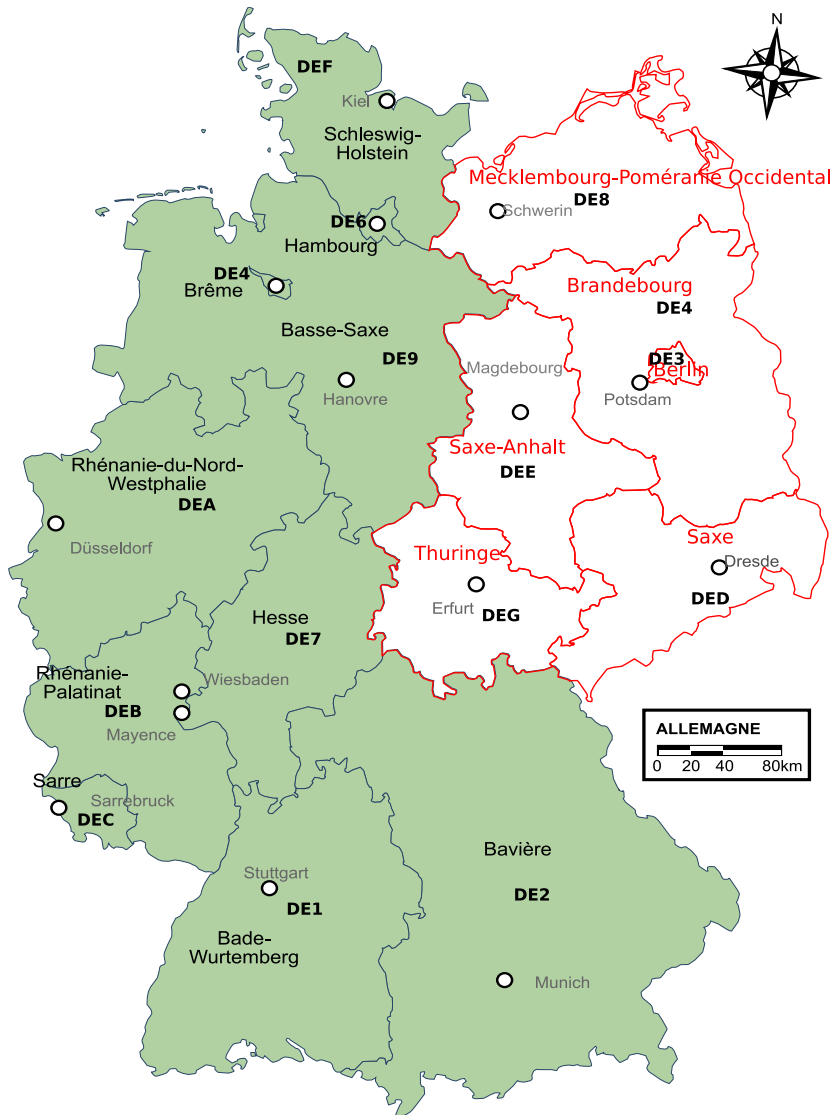 N
DEF
Kiel
Schleswig-
Holstein
Mecklembourg-Poméranie Occidental
DE8
Schwerin
DE6
Hambourg
DE4
Brême
Brandebourg
DE4
Basse-Saxe
DE9
Hanovre
Magdebourg
DE3
Berlin
Potsdam
Saxe-Anhalt
DEE
Rhénanie-du-Nord-
Westphalie
DEA
Düsseldorf
Thuringe
Erfurt
DEG
Saxe
Dresde
DED
Hesse
DE7
Rhénanie-
Palatinat
Wiesbaden
DEB
Mayence
ALLEMAGNE
0 20 40 80km
Sarre
Sarrebruck
DEC
Stuttgart
DE1
Bade-
Wurtemberg
Bavière
DE2
Munich